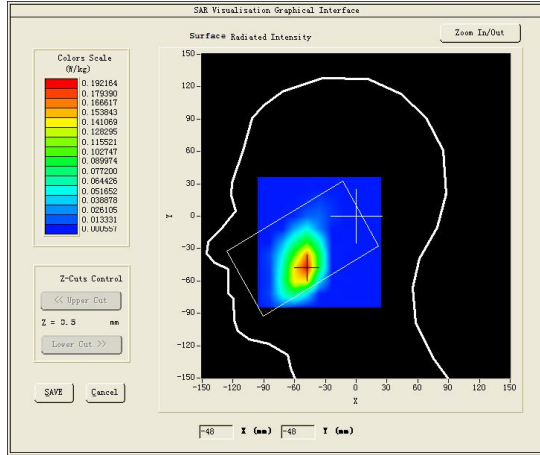 SAR Visualisation Graphical Interface
Surface Radiated Intensity
Zoom In/Out
Colors Scale
(W/kg)
0.192164
0.179390
0.166617
0.153843
0.141069
0.128295
0.115521
0.102747
0.089974
0.077200
0.064426
0.051652
0.038878
0.026105
0.013331
0.000557
150
120
90
60
30
0
-30
-60
-90
-120
-150
Y
-150 -120 -90 -60 -30 0 30 60 90 120 150
X
Z-Cuts Control
<< Upper Cut
Z = 0.5 mm
Lower Cut >>
SAVE Cancel
-48 X (mm) -48 Y (mm)